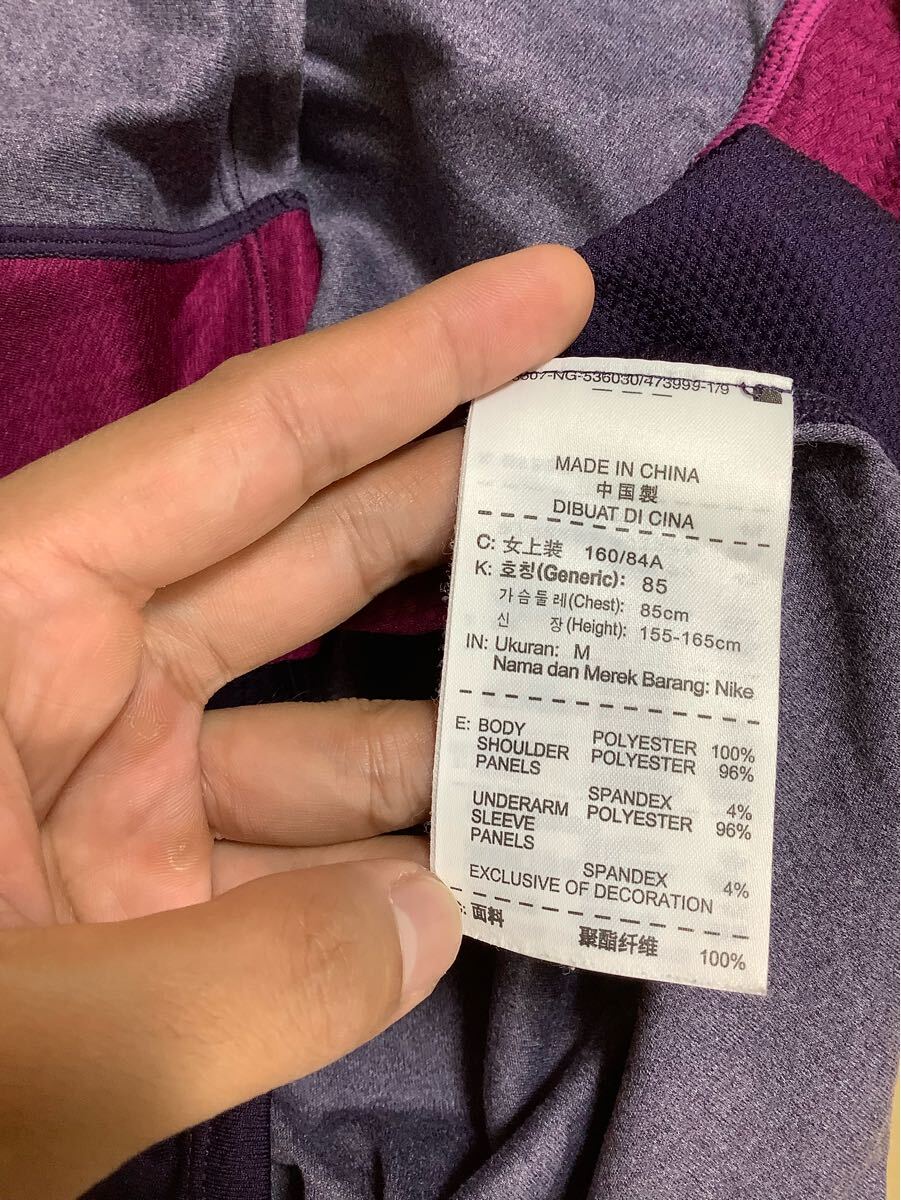 -NG-536030/473999-179
MADE IN CHINA
中国製
DIBUAT DI CINA
C: 女上装 160/84A
K: 호칭(Generic): 85
가슴둘레(Chest): 85cm
신 장(Height): 155-165cm
IN: Ukuran: M
Nama dan Merek Barang: Nike
E: BODY POLYESTER 100%
SHOULDER POLYESTER 96%
PANELS
SPANDEX 4%
UNDERARM POLYESTER 96%
SLEEVE
PANELS
SPANDEX 4%
EXCLUSIVE OF DECORATION
: 面料 聚酯纤维 100%